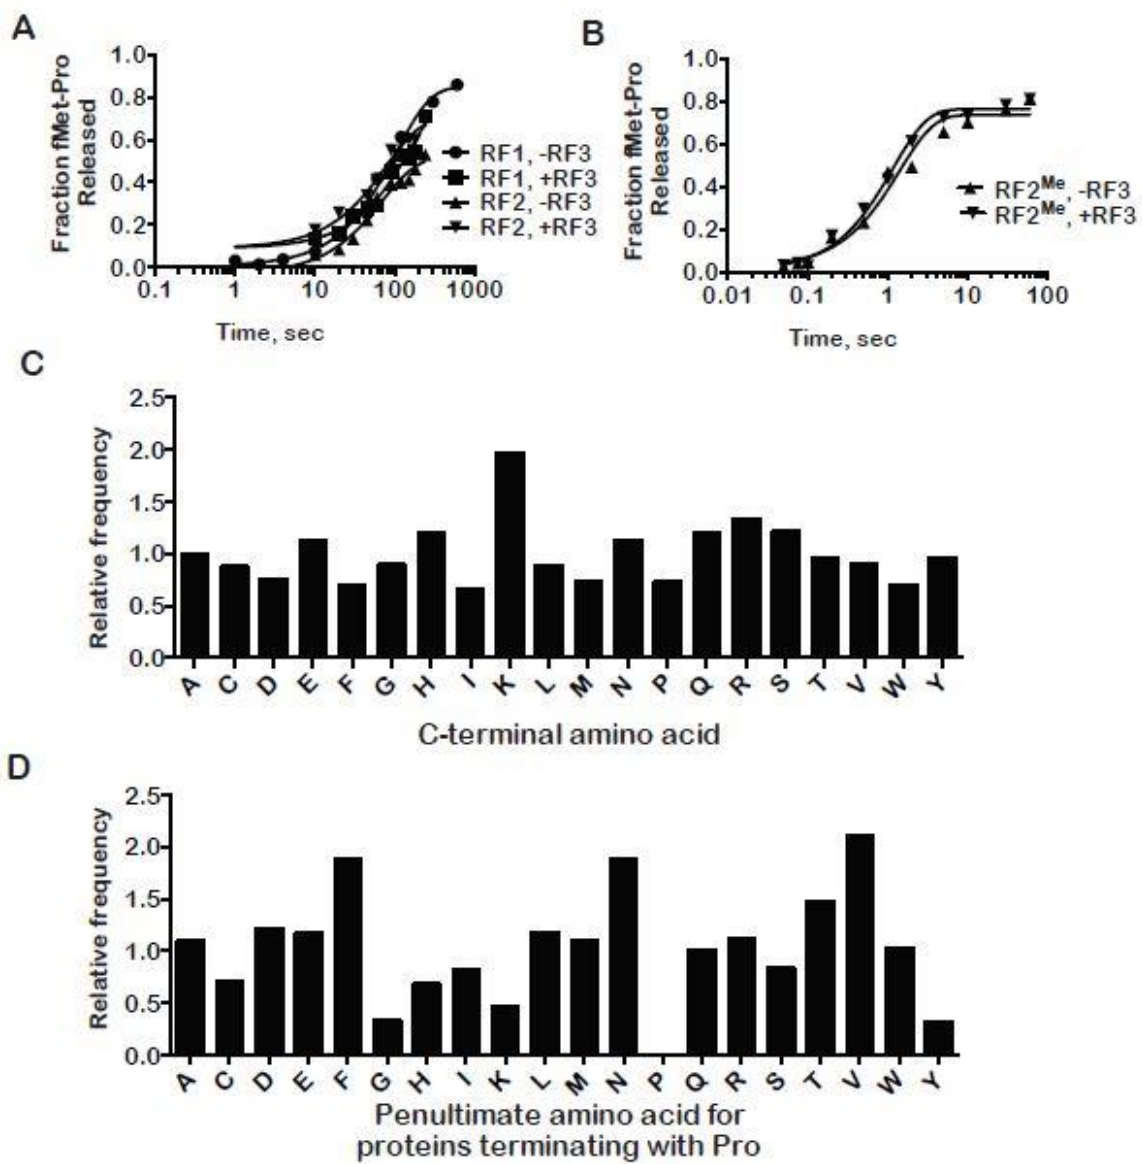 A
Fraction fMet-Pro
Released
1.0
0.8
0.6
0.4
0.2
0.0
0.1 1 10 100 1000
Time, sec
RF1, -RF3
RF1, +RF3
RF2, -RF3
RF2, +RF3
B
Fraction fMet-Pro
Released
1.0
0.8
0.6
0.4
0.2
0.0
0.01 0.1 1 10 100
Time, sec
RF2Me, -RF3
RF2Me, +RF3
C
Relative frequency
2.5
2.0
1.5
1.0
0.5
0.0
A C D E F G H I K L M N P Q R S T V W Y
C-terminal amino acid
D
Relative frequency
2.5
2.0
1.5
1.0
0.5
0.0
A C D E F G H I K L M N P Q R S T V W Y
Penultimate amino acid for
proteins terminating with Pro